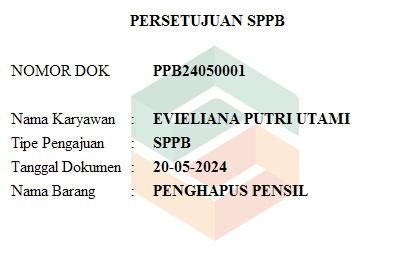 PERSETUJUAN SPPB
NOMOR DOK PPB24050001
Nama Karyawan : EVIELIANA PUTRI UTAMI
Tipe Pengajuan : SPPB
Tanggal Dokumen : 20-05-2024
Nama Barang : PENGHAPUS PENSIL